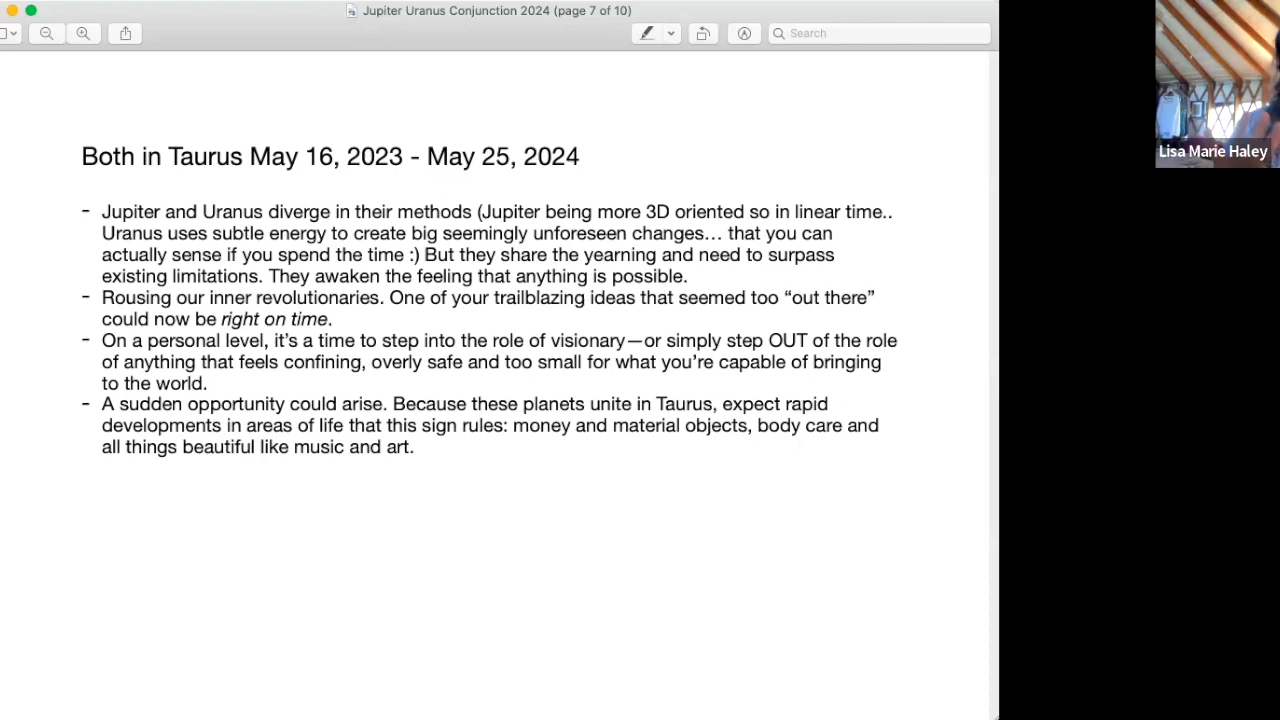 Jupiter Uranus Conjunction 2024 (page 7 of 10)
Search
Lisa Marie Haley
Both in Taurus May 16, 2023 - May 25, 2024
- Jupiter and Uranus diverge in their methods (Jupiter being more 3D oriented so in linear time..
Uranus uses subtle energy to create big seemingly unforeseen changes… that you can
actually sense if you spend the time :) But they share the yearning and need to surpass
existing limitations. They awaken the feeling that anything is possible.
- Rousing our inner revolutionaries. One of your trailblazing ideas that seemed too “out there”
could now be right on time.
- On a personal level, it’s a time to step into the role of visionary—or simply step OUT of the role
of anything that feels confining, overly safe and too small for what you’re capable of bringing
to the world.
- A sudden opportunity could arise. Because these planets unite in Taurus, expect rapid
developments in areas of life that this sign rules: money and material objects, body care and
all things beautiful like music and art.